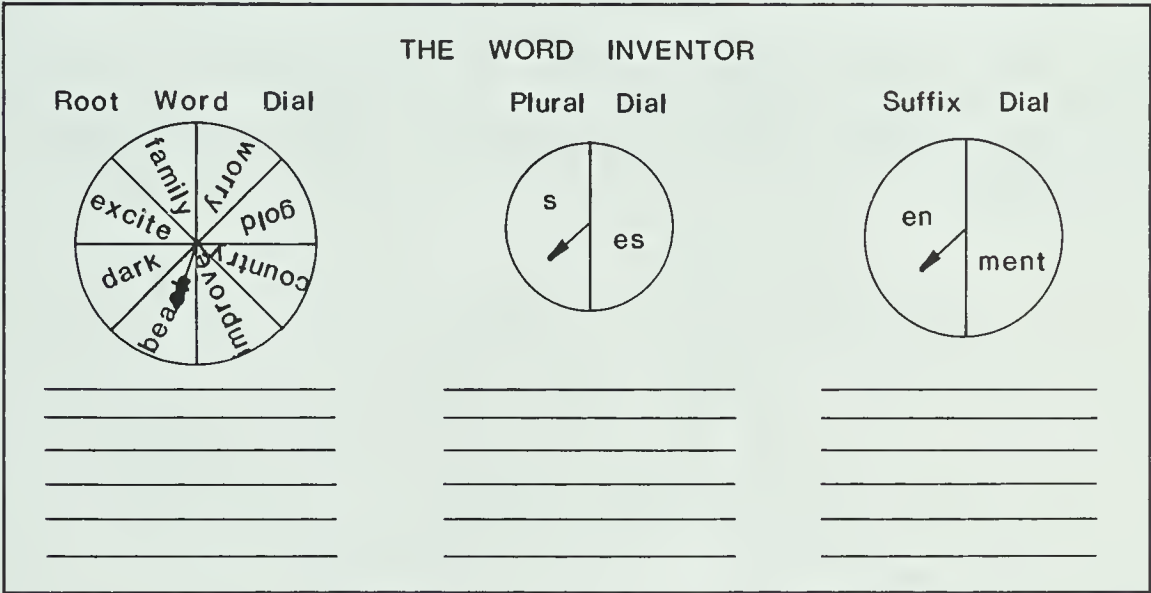 THE WORD INVENTOR
Root Word Dial
family
worry
gold
country
improve
dark
excite
Plural Dial
s
es
Suffix Dial
en
ment